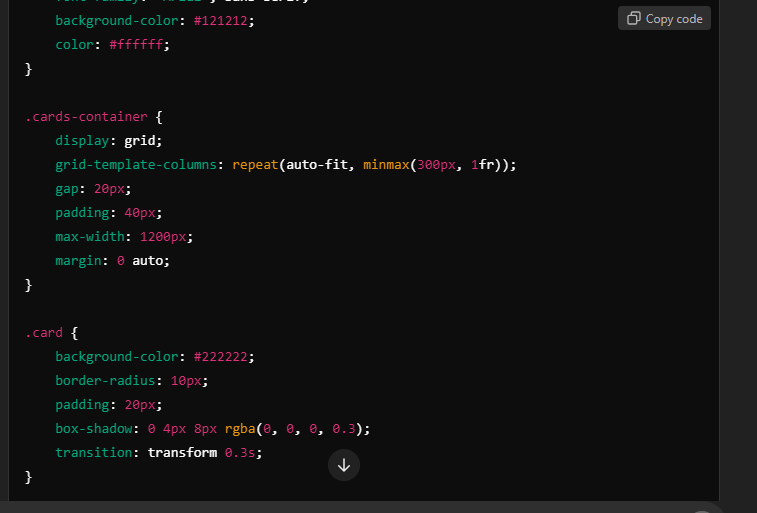 background-color: #121212;
Copy code
color: #ffffff;
}
.cards-container {
display: grid;
grid-template-columns: repeat(auto-fit, minmax(300px, 1fr));
gap: 20px;
padding: 40px;
max-width: 1200px;
margin: 0 auto;
}
.card {
background-color: #222222;
border-radius: 10px;
padding: 20px;
box-shadow: 0 4px 8px rgba(0, 0, 0, 0.3);
transition: transform 0.3s;
}